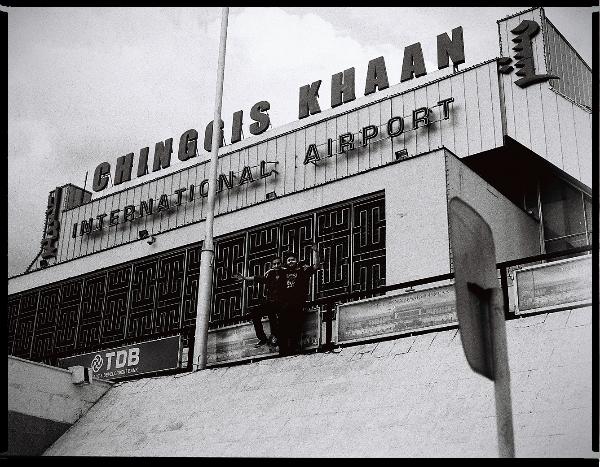 CHINGGIS KHAAN
INTERNATIONAL AIRPORT
TDB